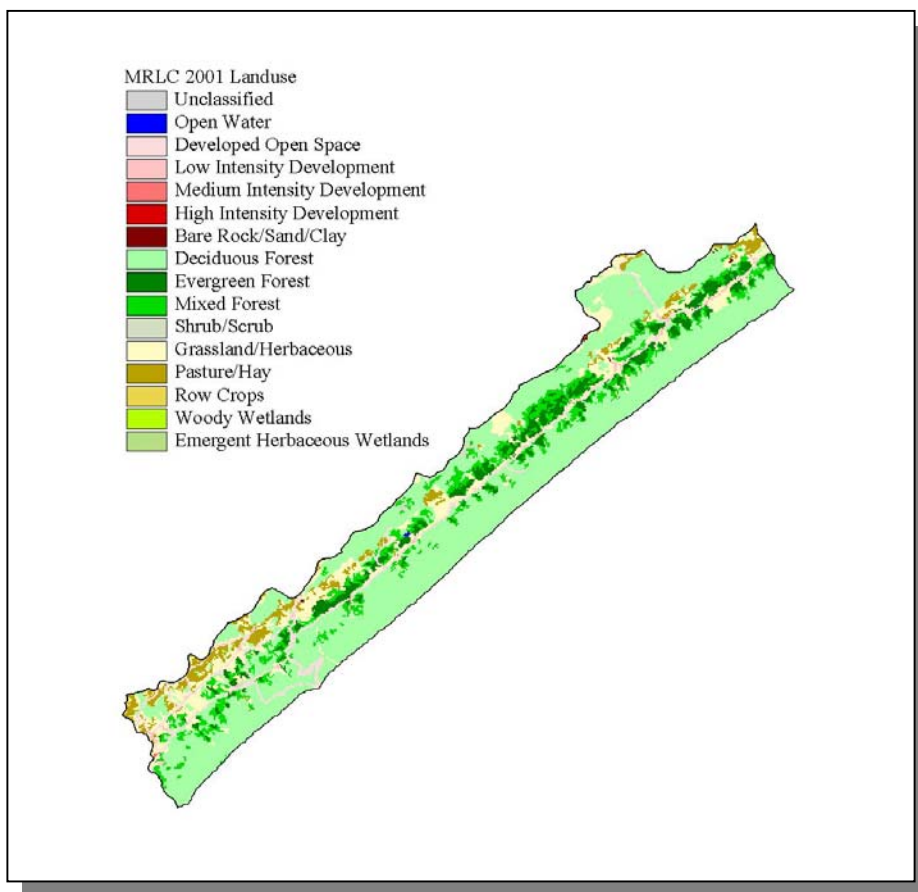 MRLC 2001 Landuse
Unclassified
Open Water
Developed Open Space
Low Intensity Development
Medium Intensity Development
High Intensity Development
Bare Rock/Sand/Clay
Deciduous Forest
Evergreen Forest
Mixed Forest
Shrub/Scrub
Grassland/Herbaceous
Pasture/Hay
Row Crops
Woody Wetlands
Emergent Herbaceous Wetlands